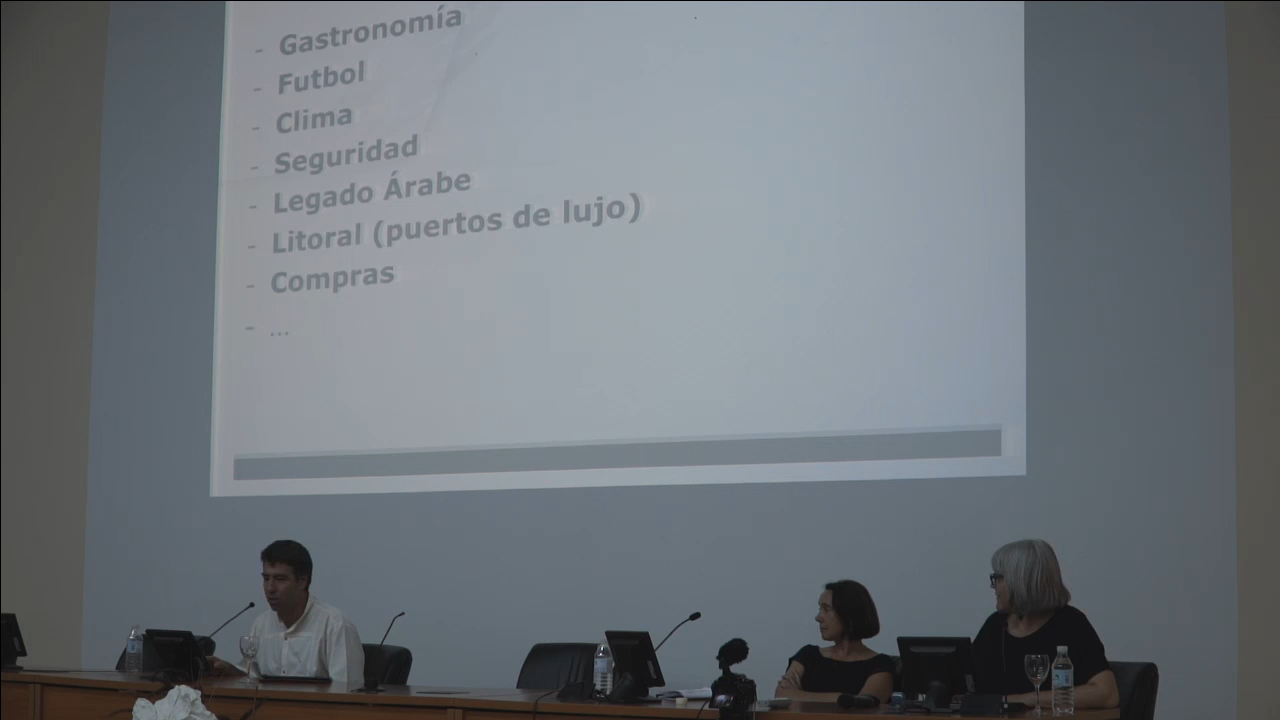 - Gastronomía
- Futbol
- Clima
- Seguridad
- Legado Árabe
- Litoral (puertos de lujo)
- Compras
- ...